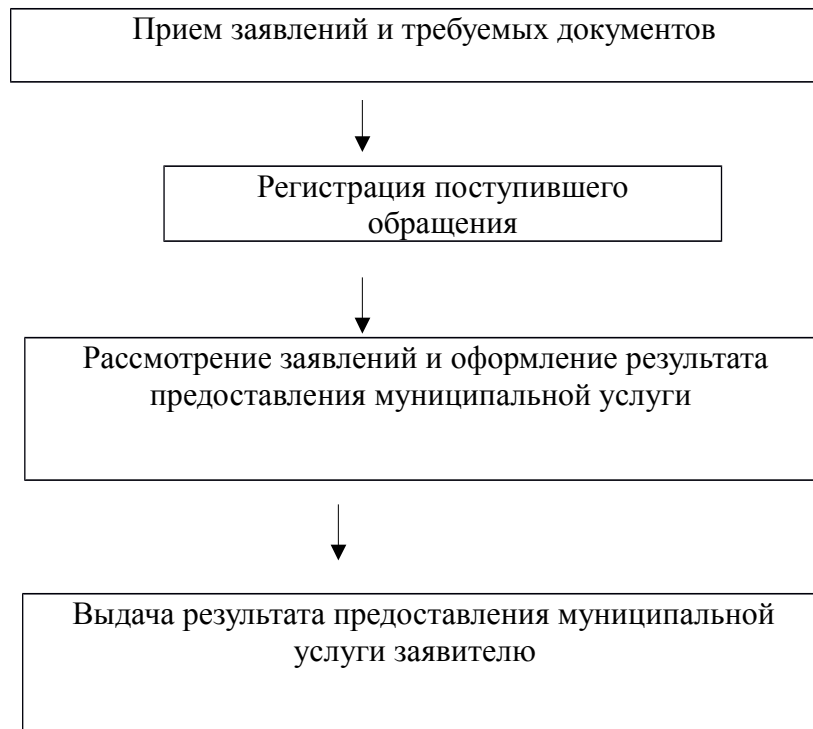 Прием заявлений и требуемых документов
Регистрация поступившего
обращения
Рассмотрение заявлений и оформление результата
предоставления муниципальной услуги
Выдача результата предоставления муниципальной
услуги заявителю